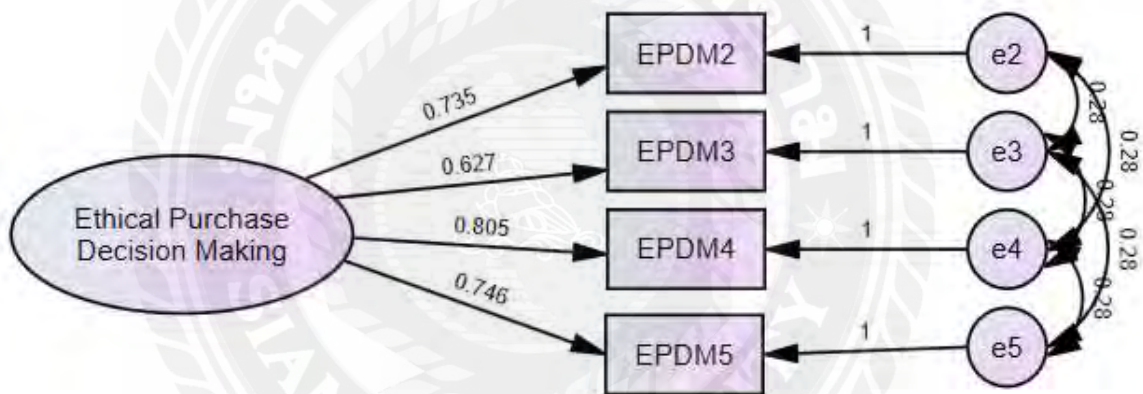 Ethical Purchase
Decision Making
0.735
0.627
0.805
0.746
EPDM2
EPDM3
EPDM4
EPDM5
1
1
1
1
e2
e3
e4
e5
0.28
0.28
0.28
0.28
0.28